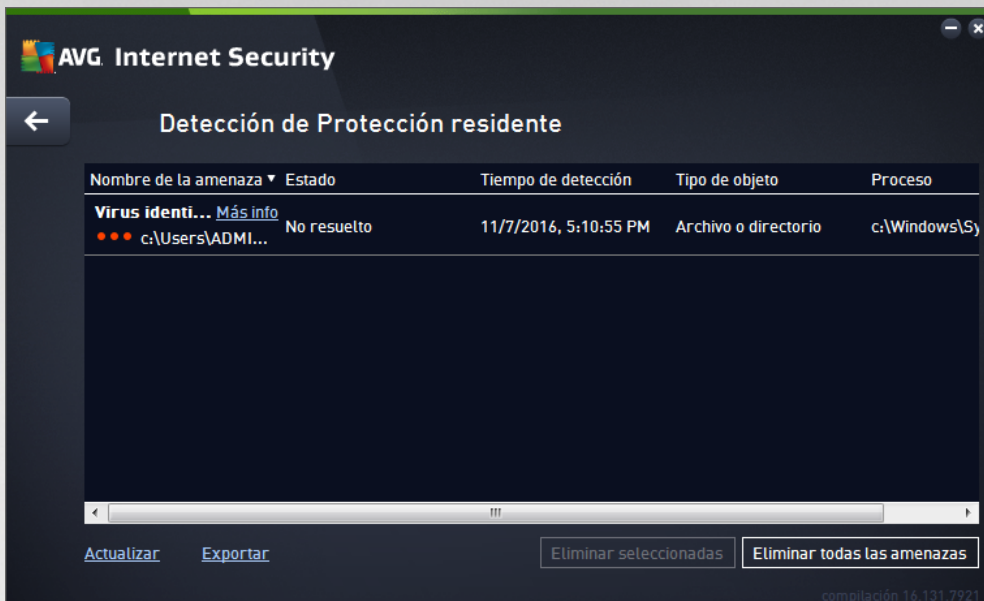 AVG Internet Security
Detección de Protección residente
Nombre de la amenaza Estado Tiempo de detección Tipo de objeto Proceso
Virus identi... Más info
c:\Users\ADMI... No resuelto 11/7/2016, 5:10:55 PM Archivo o directorio c:\Windows\Sy
Actualizar Exportar Eliminar seleccionadas Eliminar todas las amenazas
compilación 16.131.7921